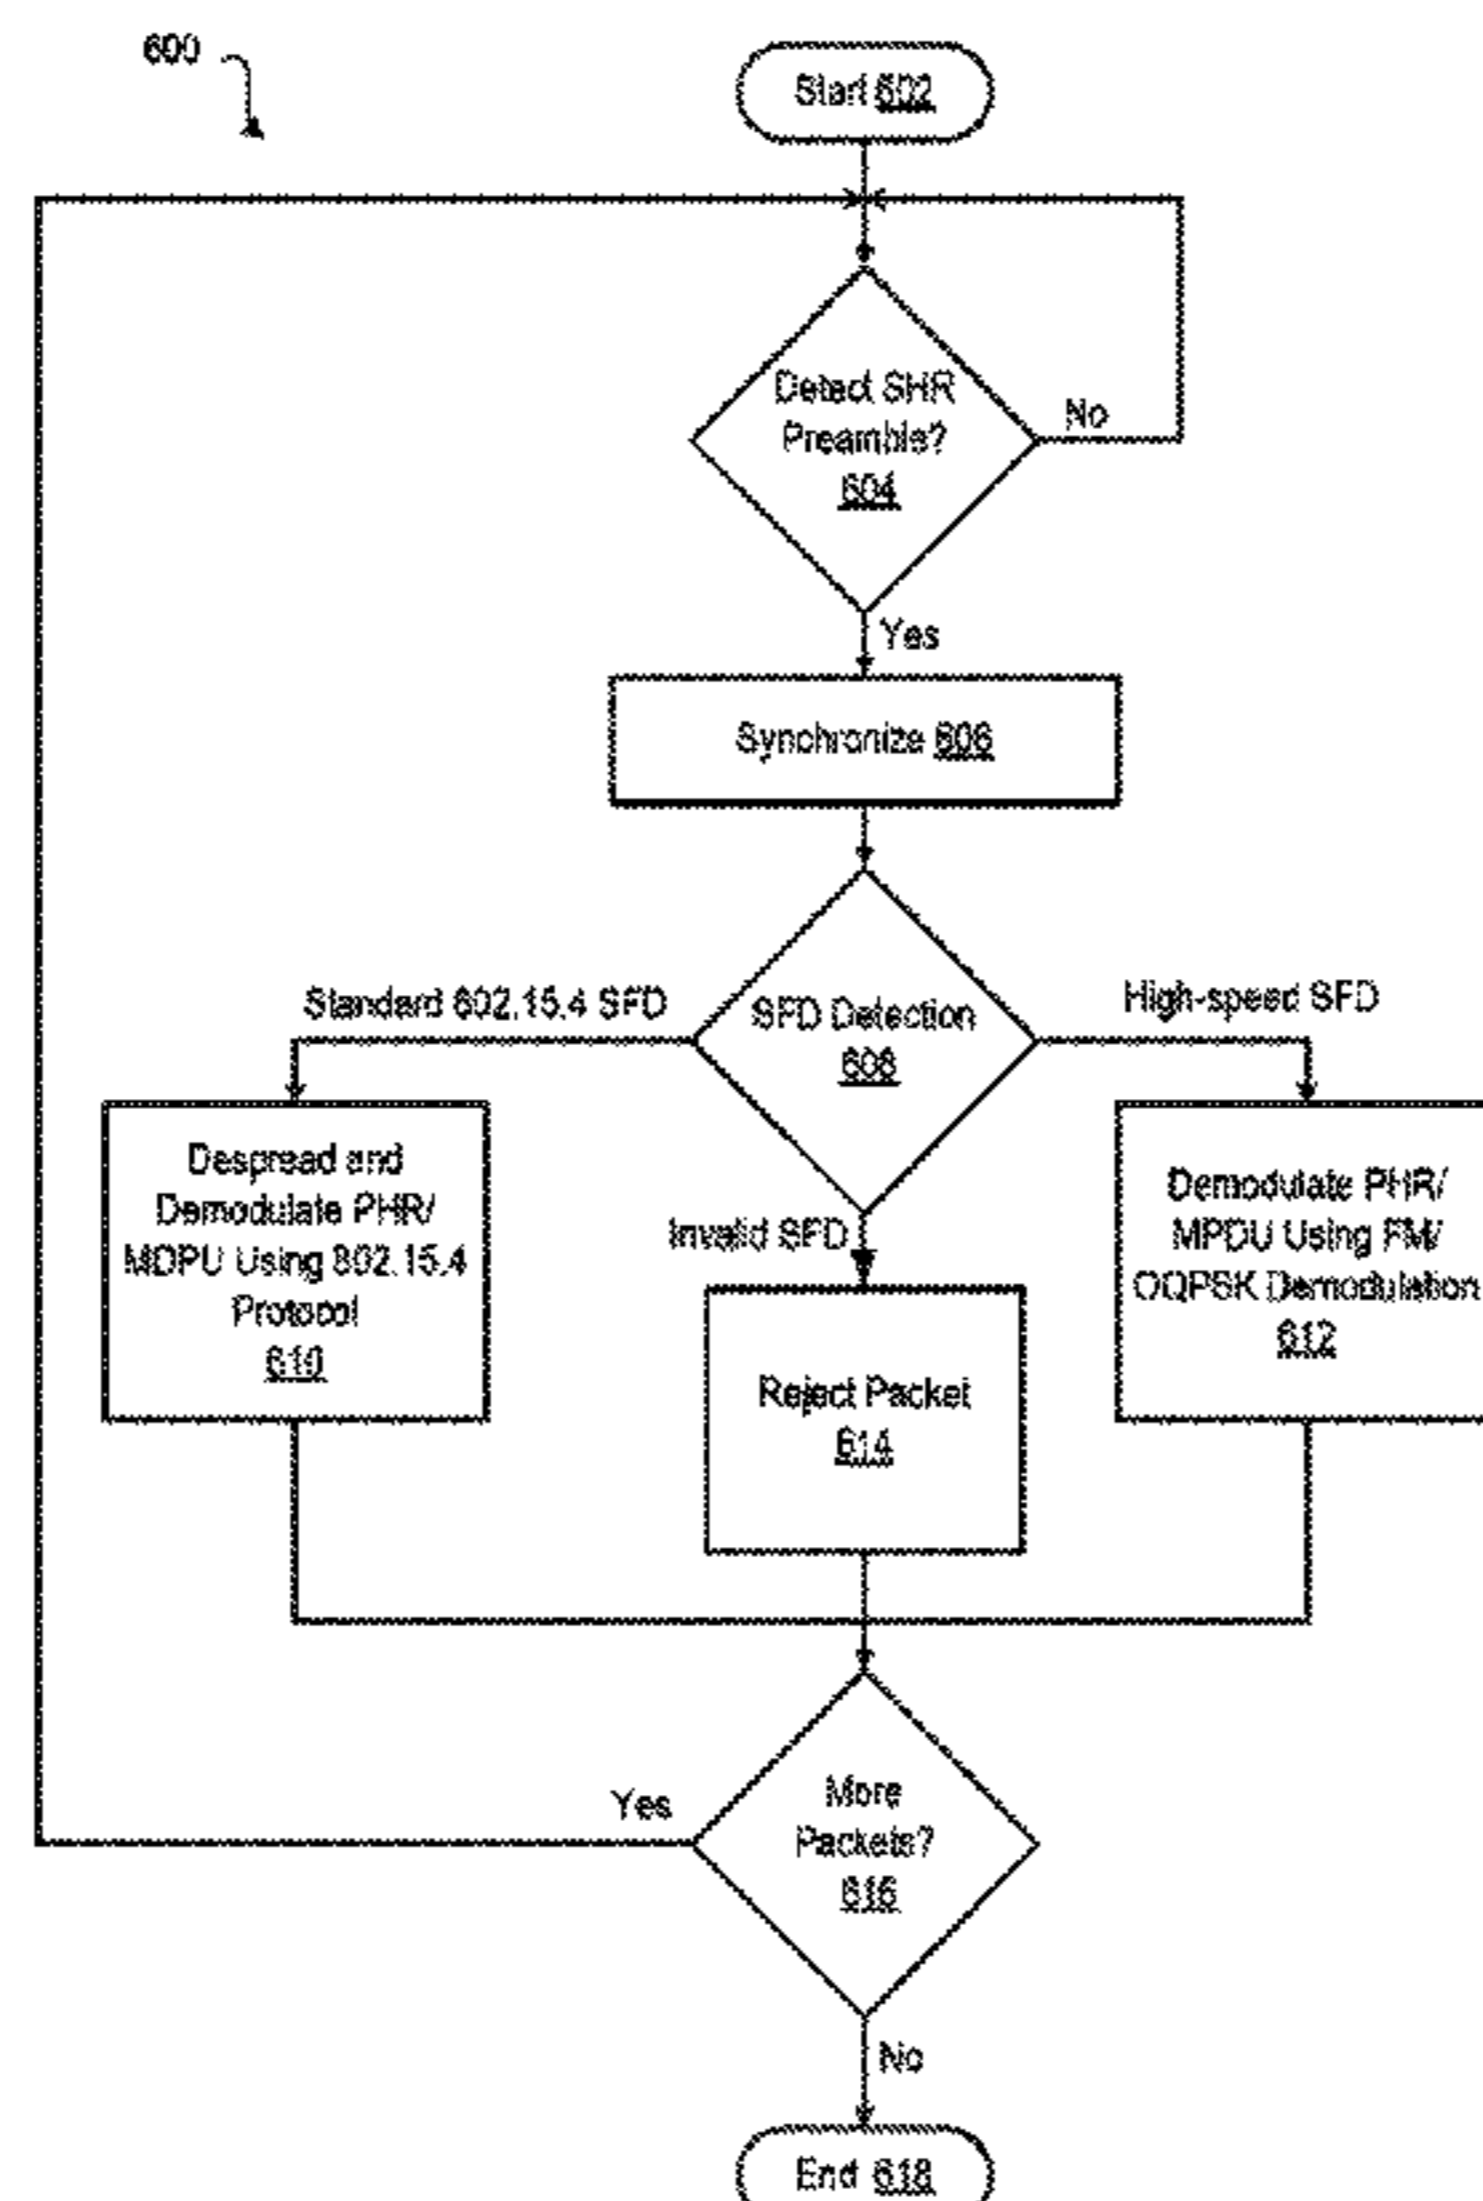 600
Start 602
Detect SHR
Preamble?
604
No
Yes
Synchronize 606
Standard 802.15.4 SFD
SFD Detection
608
High-speed SFD
Despread and
Demodulate PHR/
MDPU Using 802.15.4
Protocol
610
Invalid SFD
Demodulate PHR/
MPDU Using FM/
OQPSK Demodulation
612
Reject Packet
614
Yes
More
Packets?
616
No
End 618